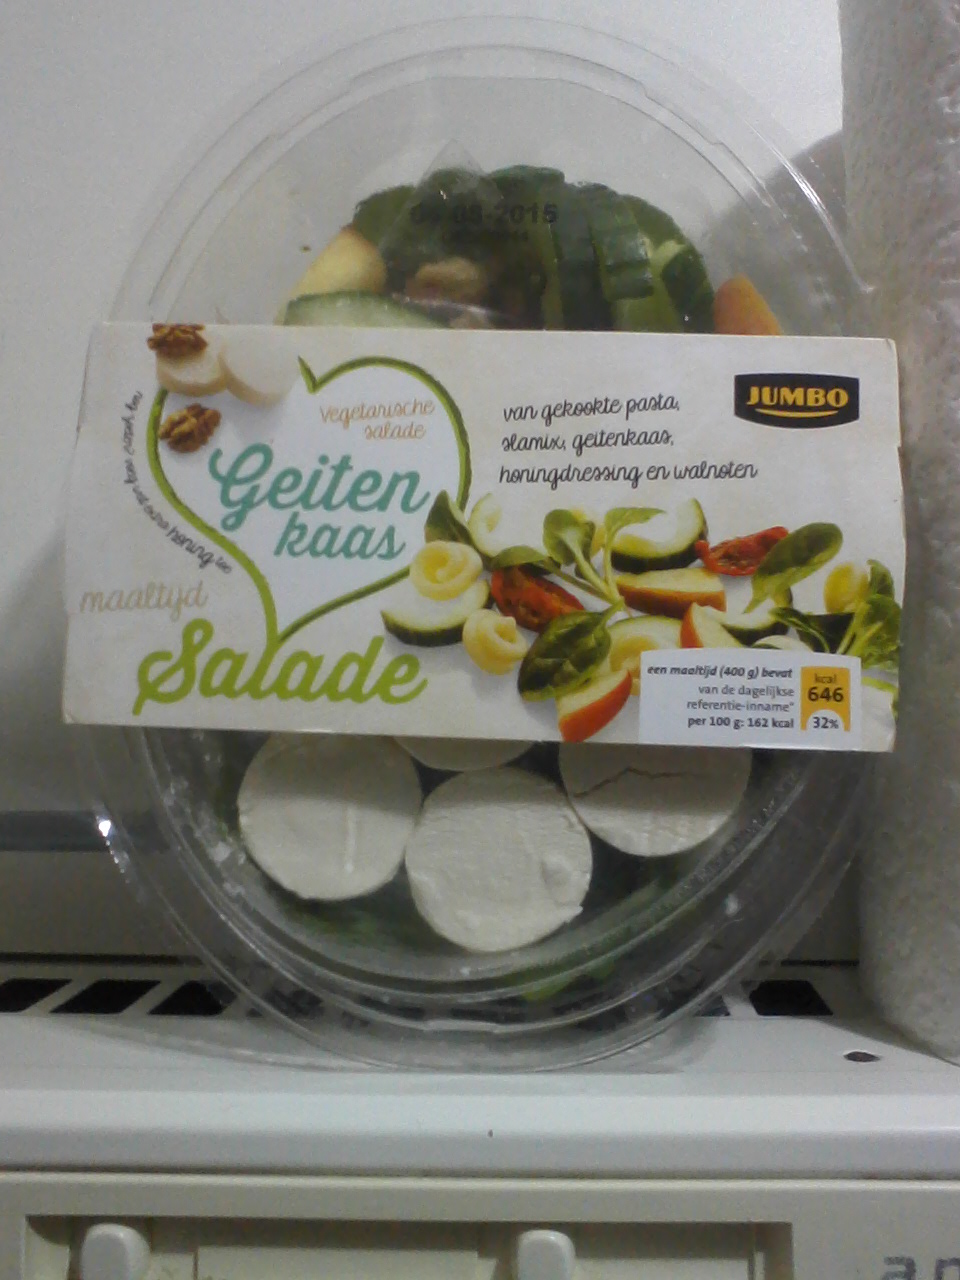 -2015
Vegetarische
salade
Geiten
kaas
maaltijd
Salade
van gekookte pasta,
slamix, geitenkaas,
honingdressing en walnoten
JUMBO
een maaltijd (400 g) bevat
van de dagelijkse
referentie-inname*
per 100 g: 162 kcal
kcal
646
32%